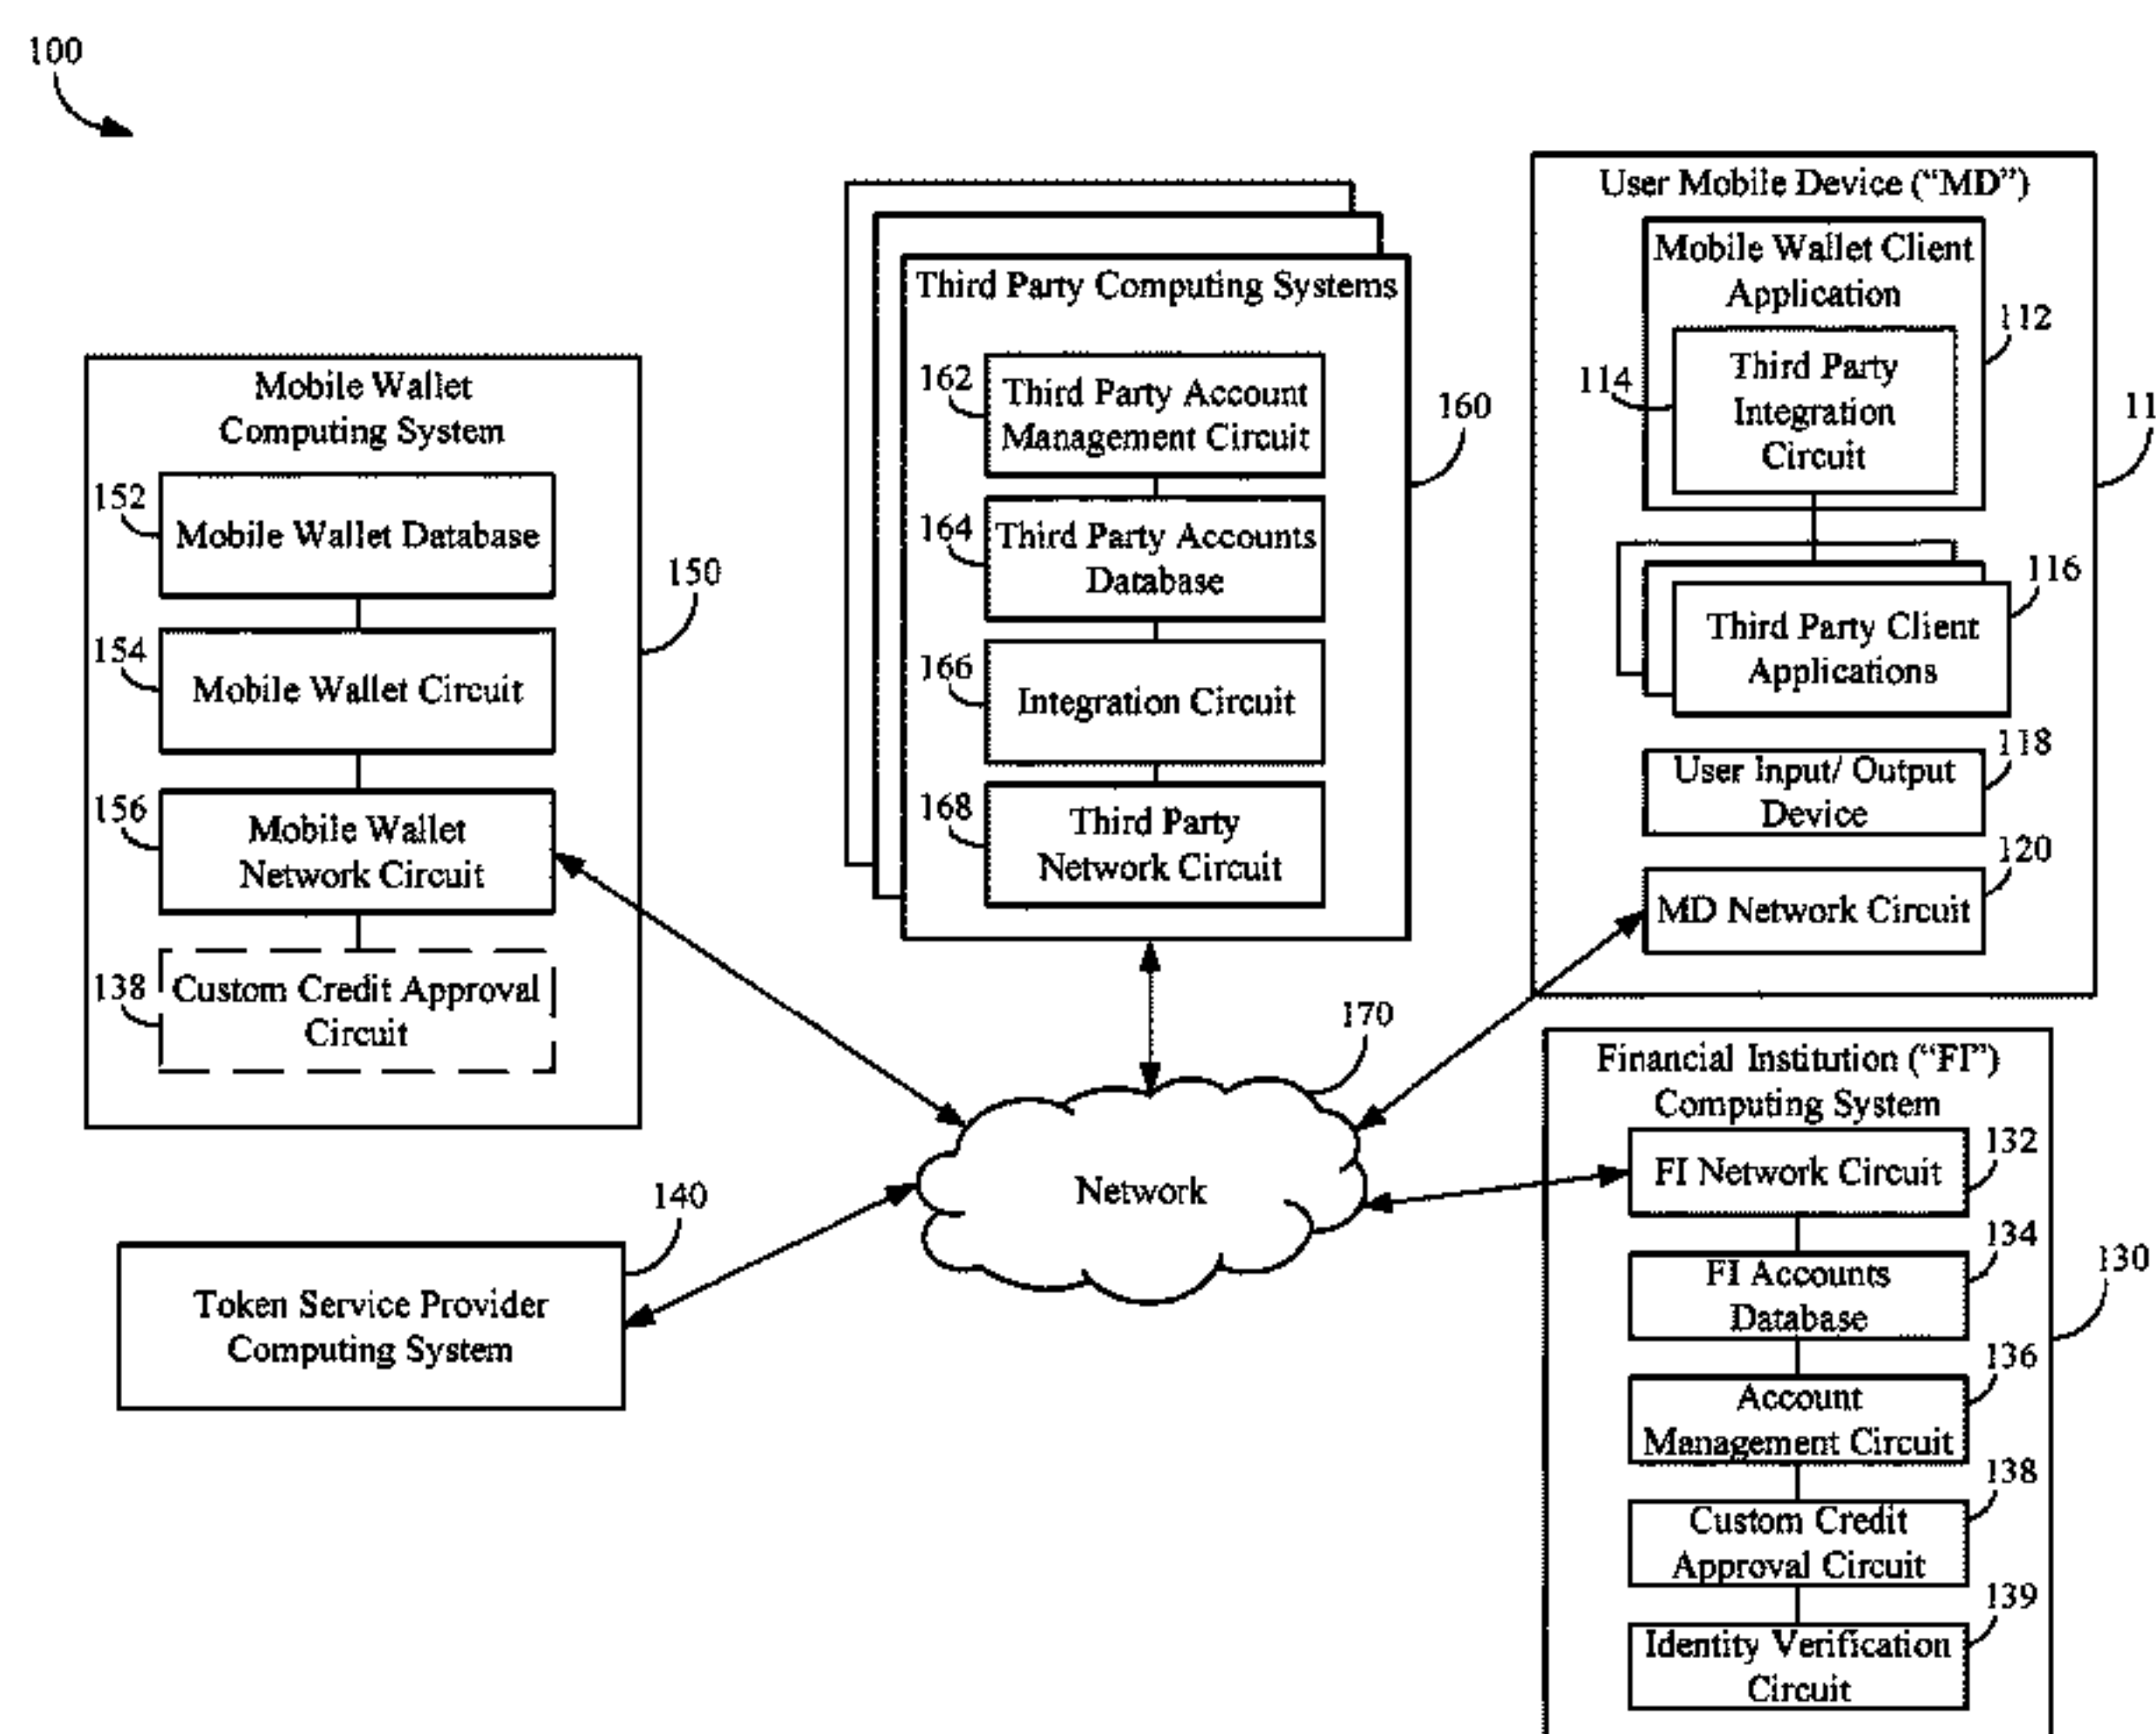 100
Mobile Wallet
Computing System
152
Mobile Wallet Database
150
154
Mobile Wallet Circuit
156
Mobile Wallet
Network Circuit
138
Custom Credit Approval
Circuit
Third Party Computing Systems
162
Third Party Account
Management Circuit
160
164
Third Party Accounts
Database
166
Integration Circuit
168
Third Party
Network Circuit
User Mobile Device (“MD”)
Mobile Wallet Client
Application
112
114
Third Party
Integration
Circuit
11
116
Third Party Client
Applications
118
User Input/ Output
Device
120
MD Network Circuit
170
Network
140
Token Service Provider
Computing System
Financial Institution (“FI”)
Computing System
132
FI Network Circuit
134
FI Accounts
Database
130
136
Account
Management Circuit
138
Custom Credit
Approval Circuit
139
Identity Verification
Circuit